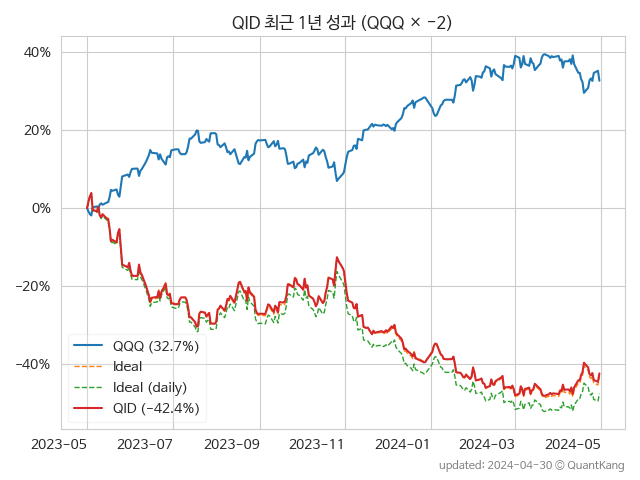 QID 최근 1년 성과 (QQQ × −2)
40%
20%
0%
−20%
−40%
QQQ (32.7%)
Ideal
Ideal (daily)
QID (−42.4%)
2023-05
2023-07
2023-09
2023-11
2024-01
2024-03
2024-05
updated: 2024-04-30 © QuantKang